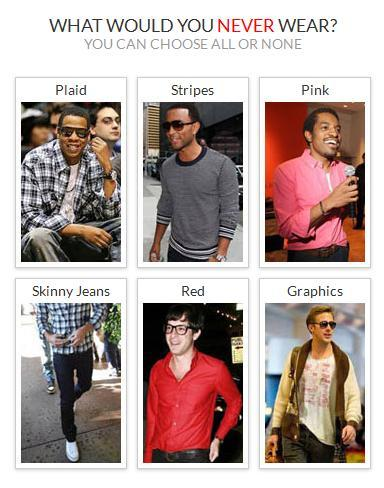 WHAT WOULD YOU NEVER WEAR?
YOU CAN CHOOSE ALL OR NONE
Plaid
Stripes
Pink
Skinny Jeans
Red
Graphics